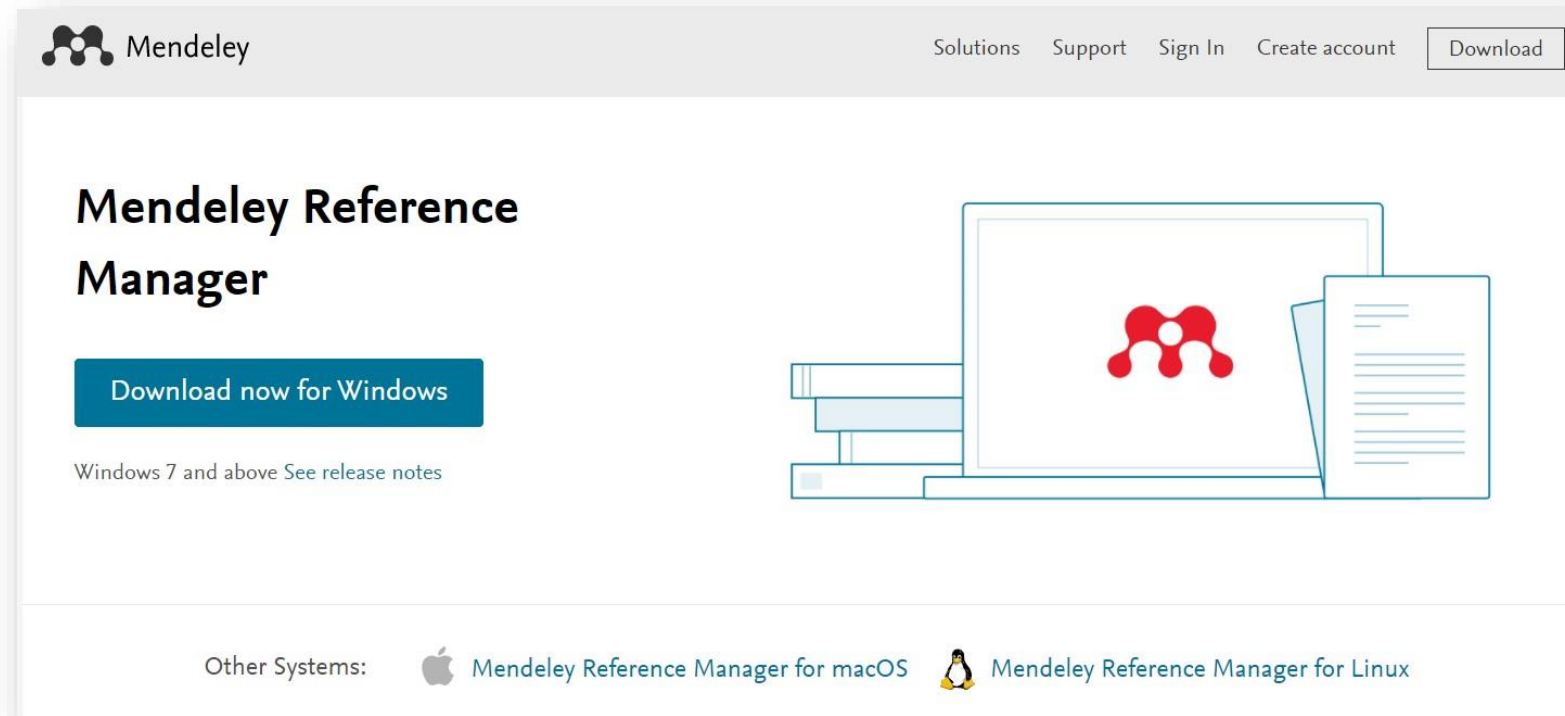 Mendeley
Solutions Support Sign In Create account Download
Mendeley Reference
Manager
Download now for Windows
Windows 7 and above See release notes
Other Systems: Mendeley Reference Manager for macOS Mendeley Reference Manager for Linux